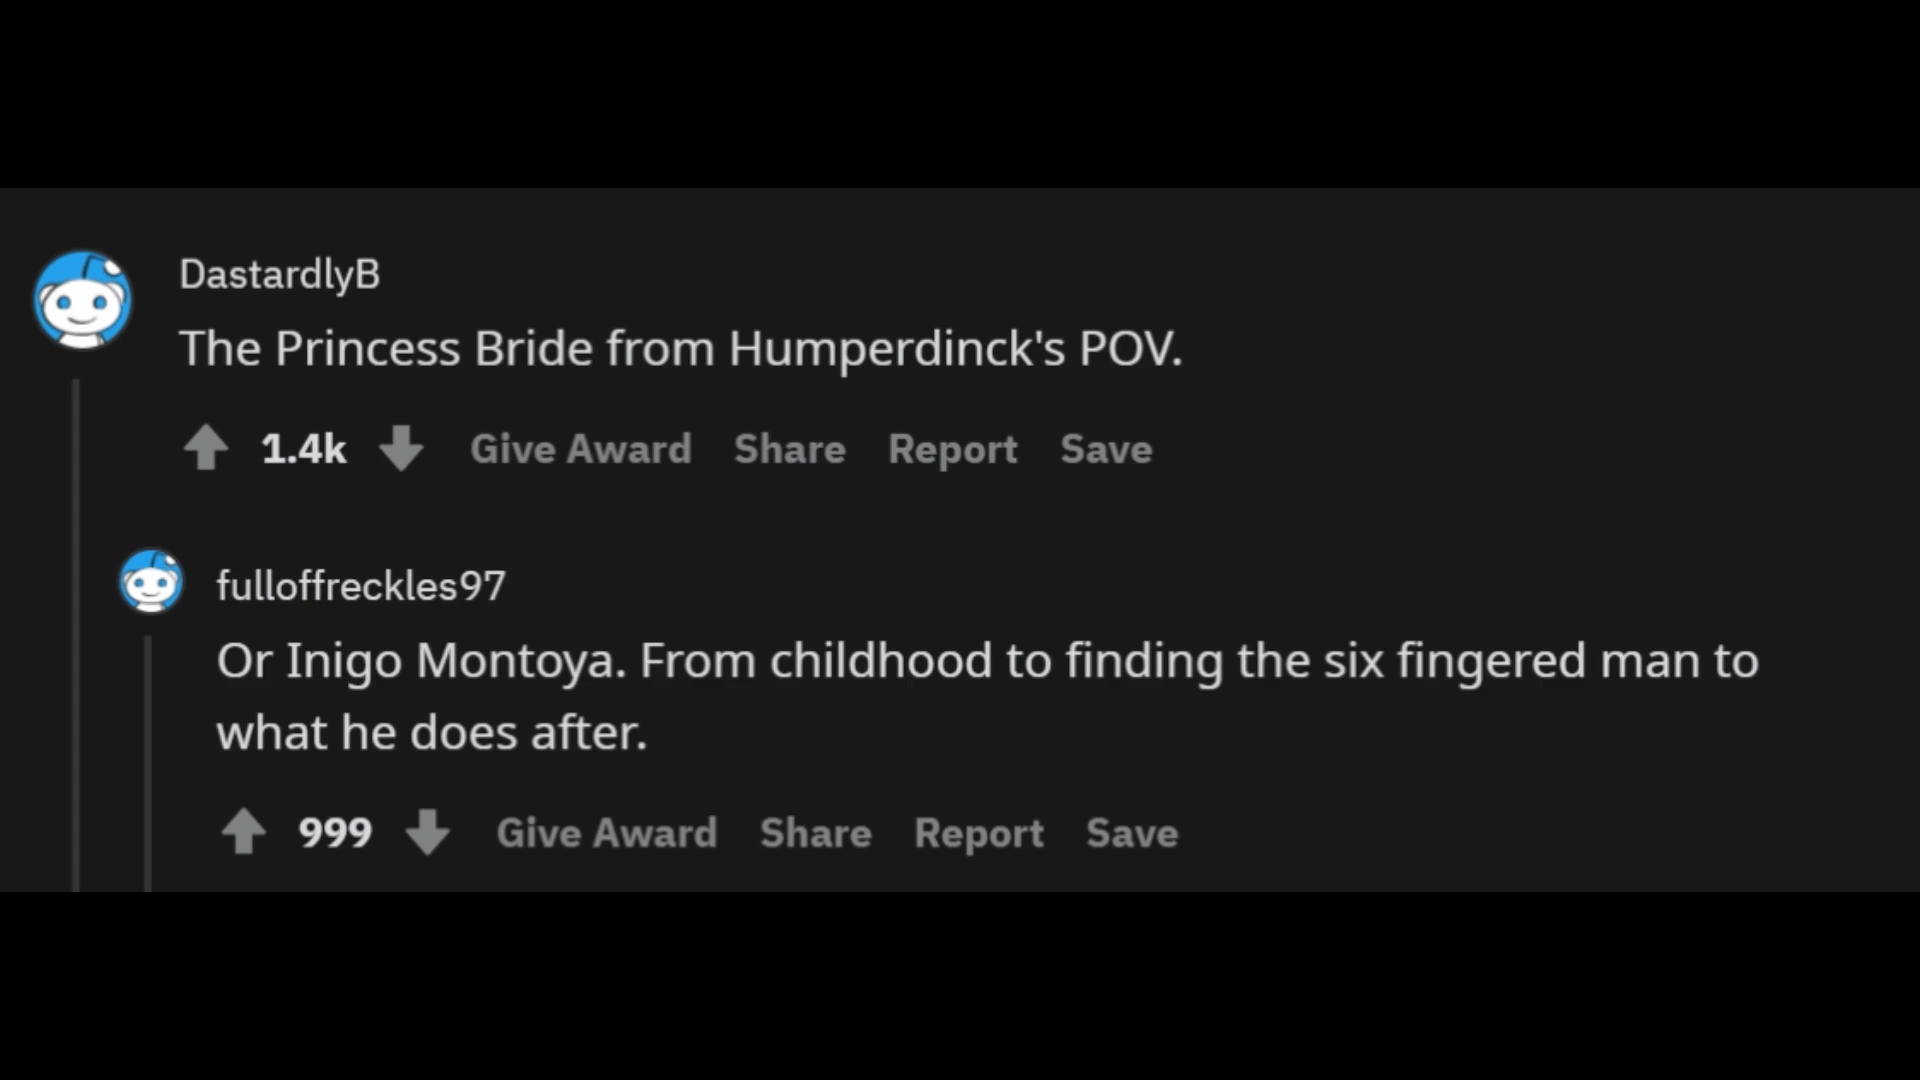 DastardlyB
The Princess Bride from Humperdinck's POV.
1.4k Give Award Share Report Save
fulloffreckles97
Or Inigo Montoya. From childhood to finding the six fingered man to
what he does after.
999 Give Award Share Report Save